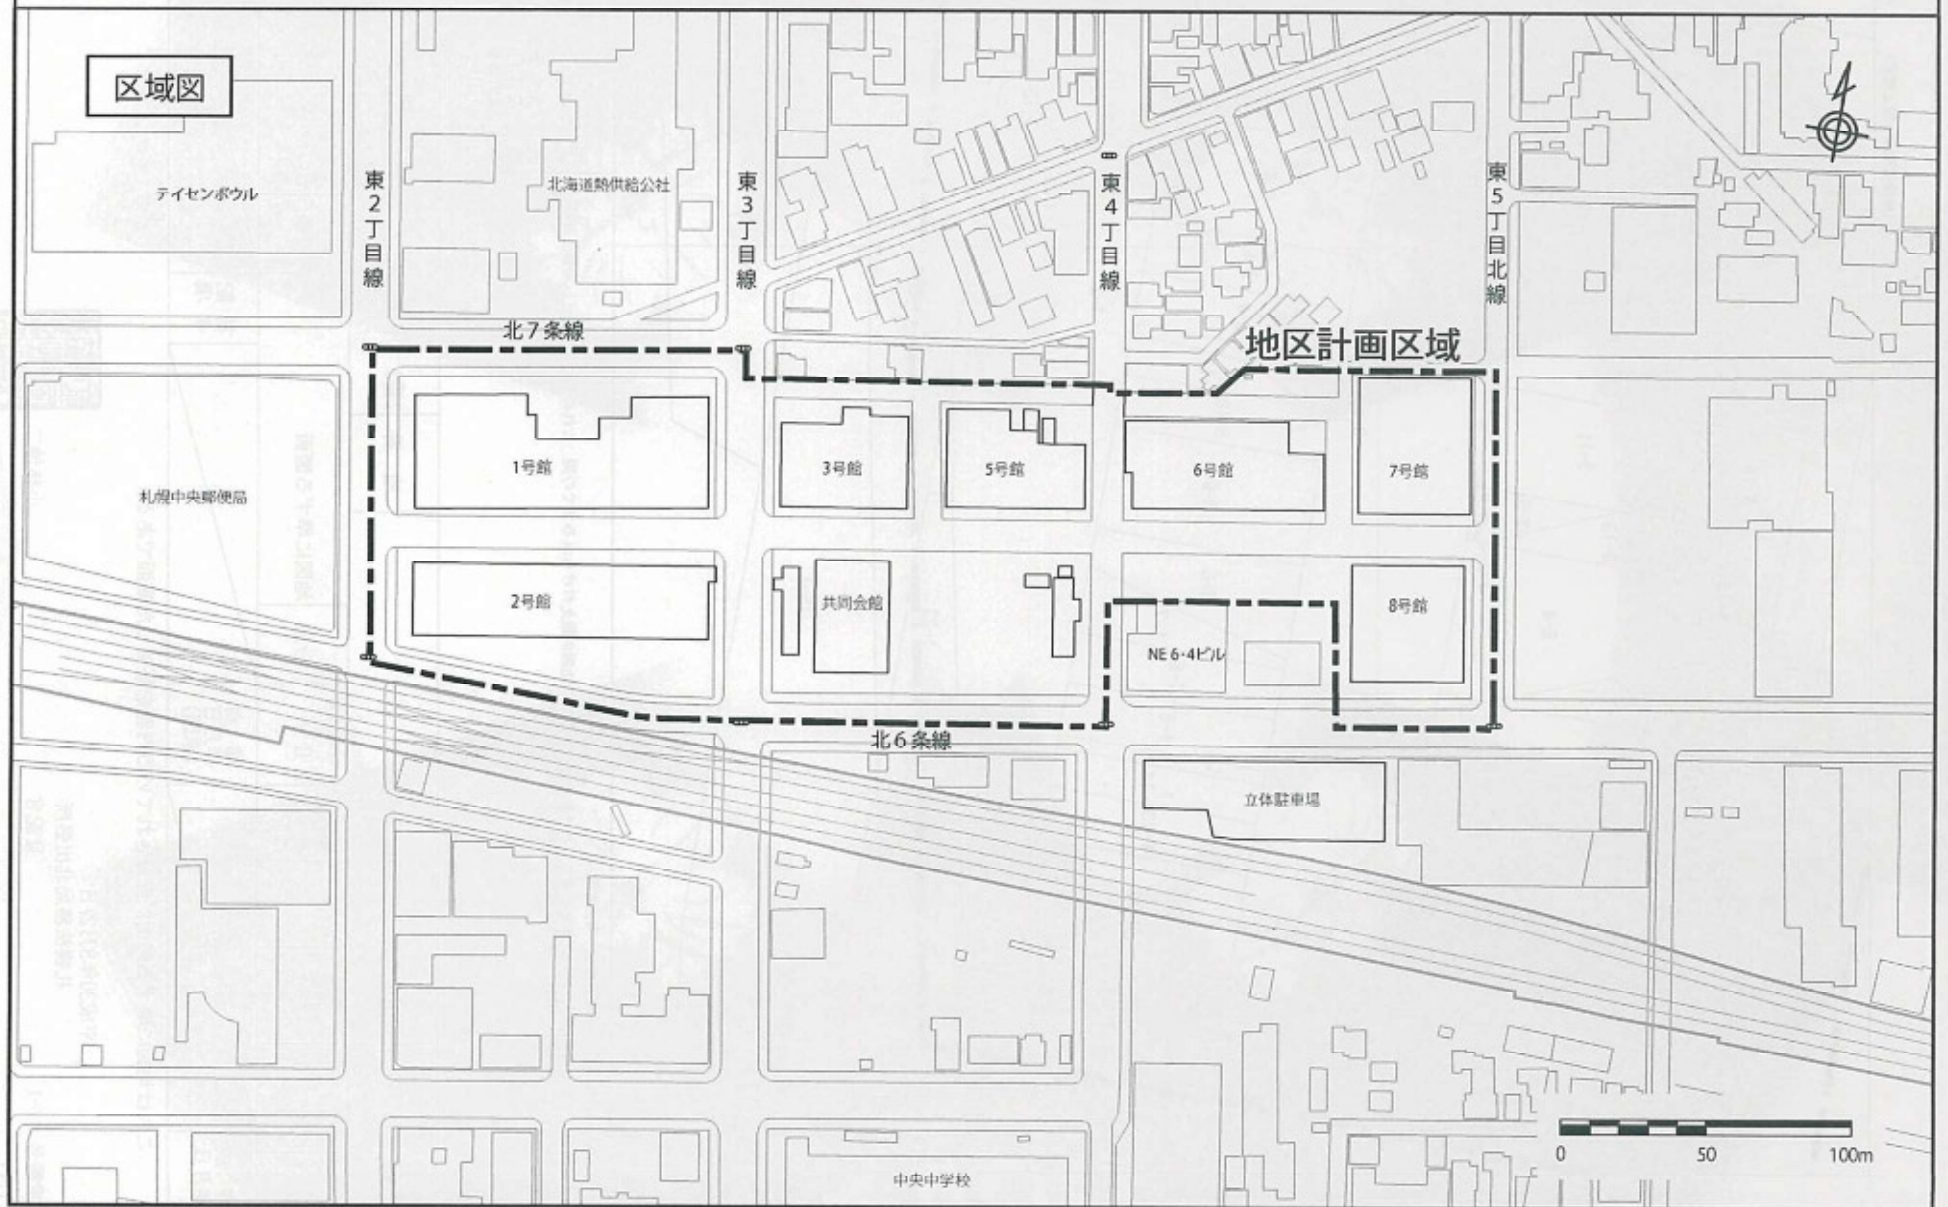 区域図
テイセンボウル
東2丁目線
北海道熱供給公社
東3丁目線
東4丁目線
東5丁目北線
北7条線
地区計画区域
札幌中央郵便局
1号館
3号館
5号館
6号館
7号館
2号館
共同会館
NE 6・4ビル
8号館
北6条線
立体駐車場
中央中学校
0 50 100m